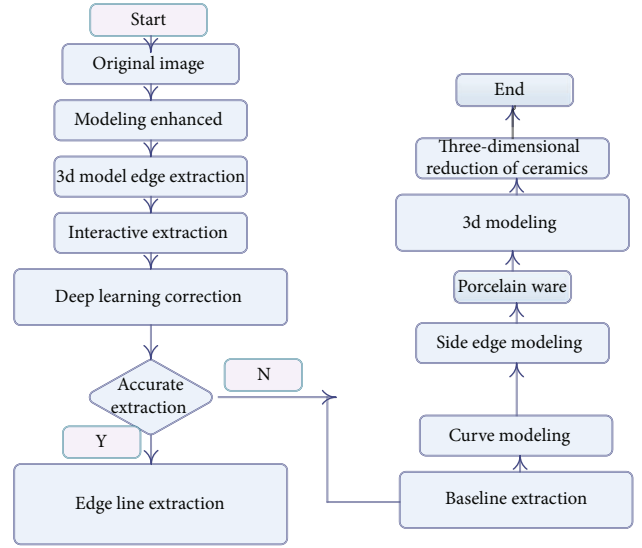 Start
Original image
Modeling enhanced
3d model edge extraction
Interactive extraction
Deep learning correction
Accurate
extraction
N
Y
Edge line extraction
End
Three-dimensional
reduction of ceramics
3d modeling
Porcelain ware
Side edge modeling
Curve modeling
Baseline extraction